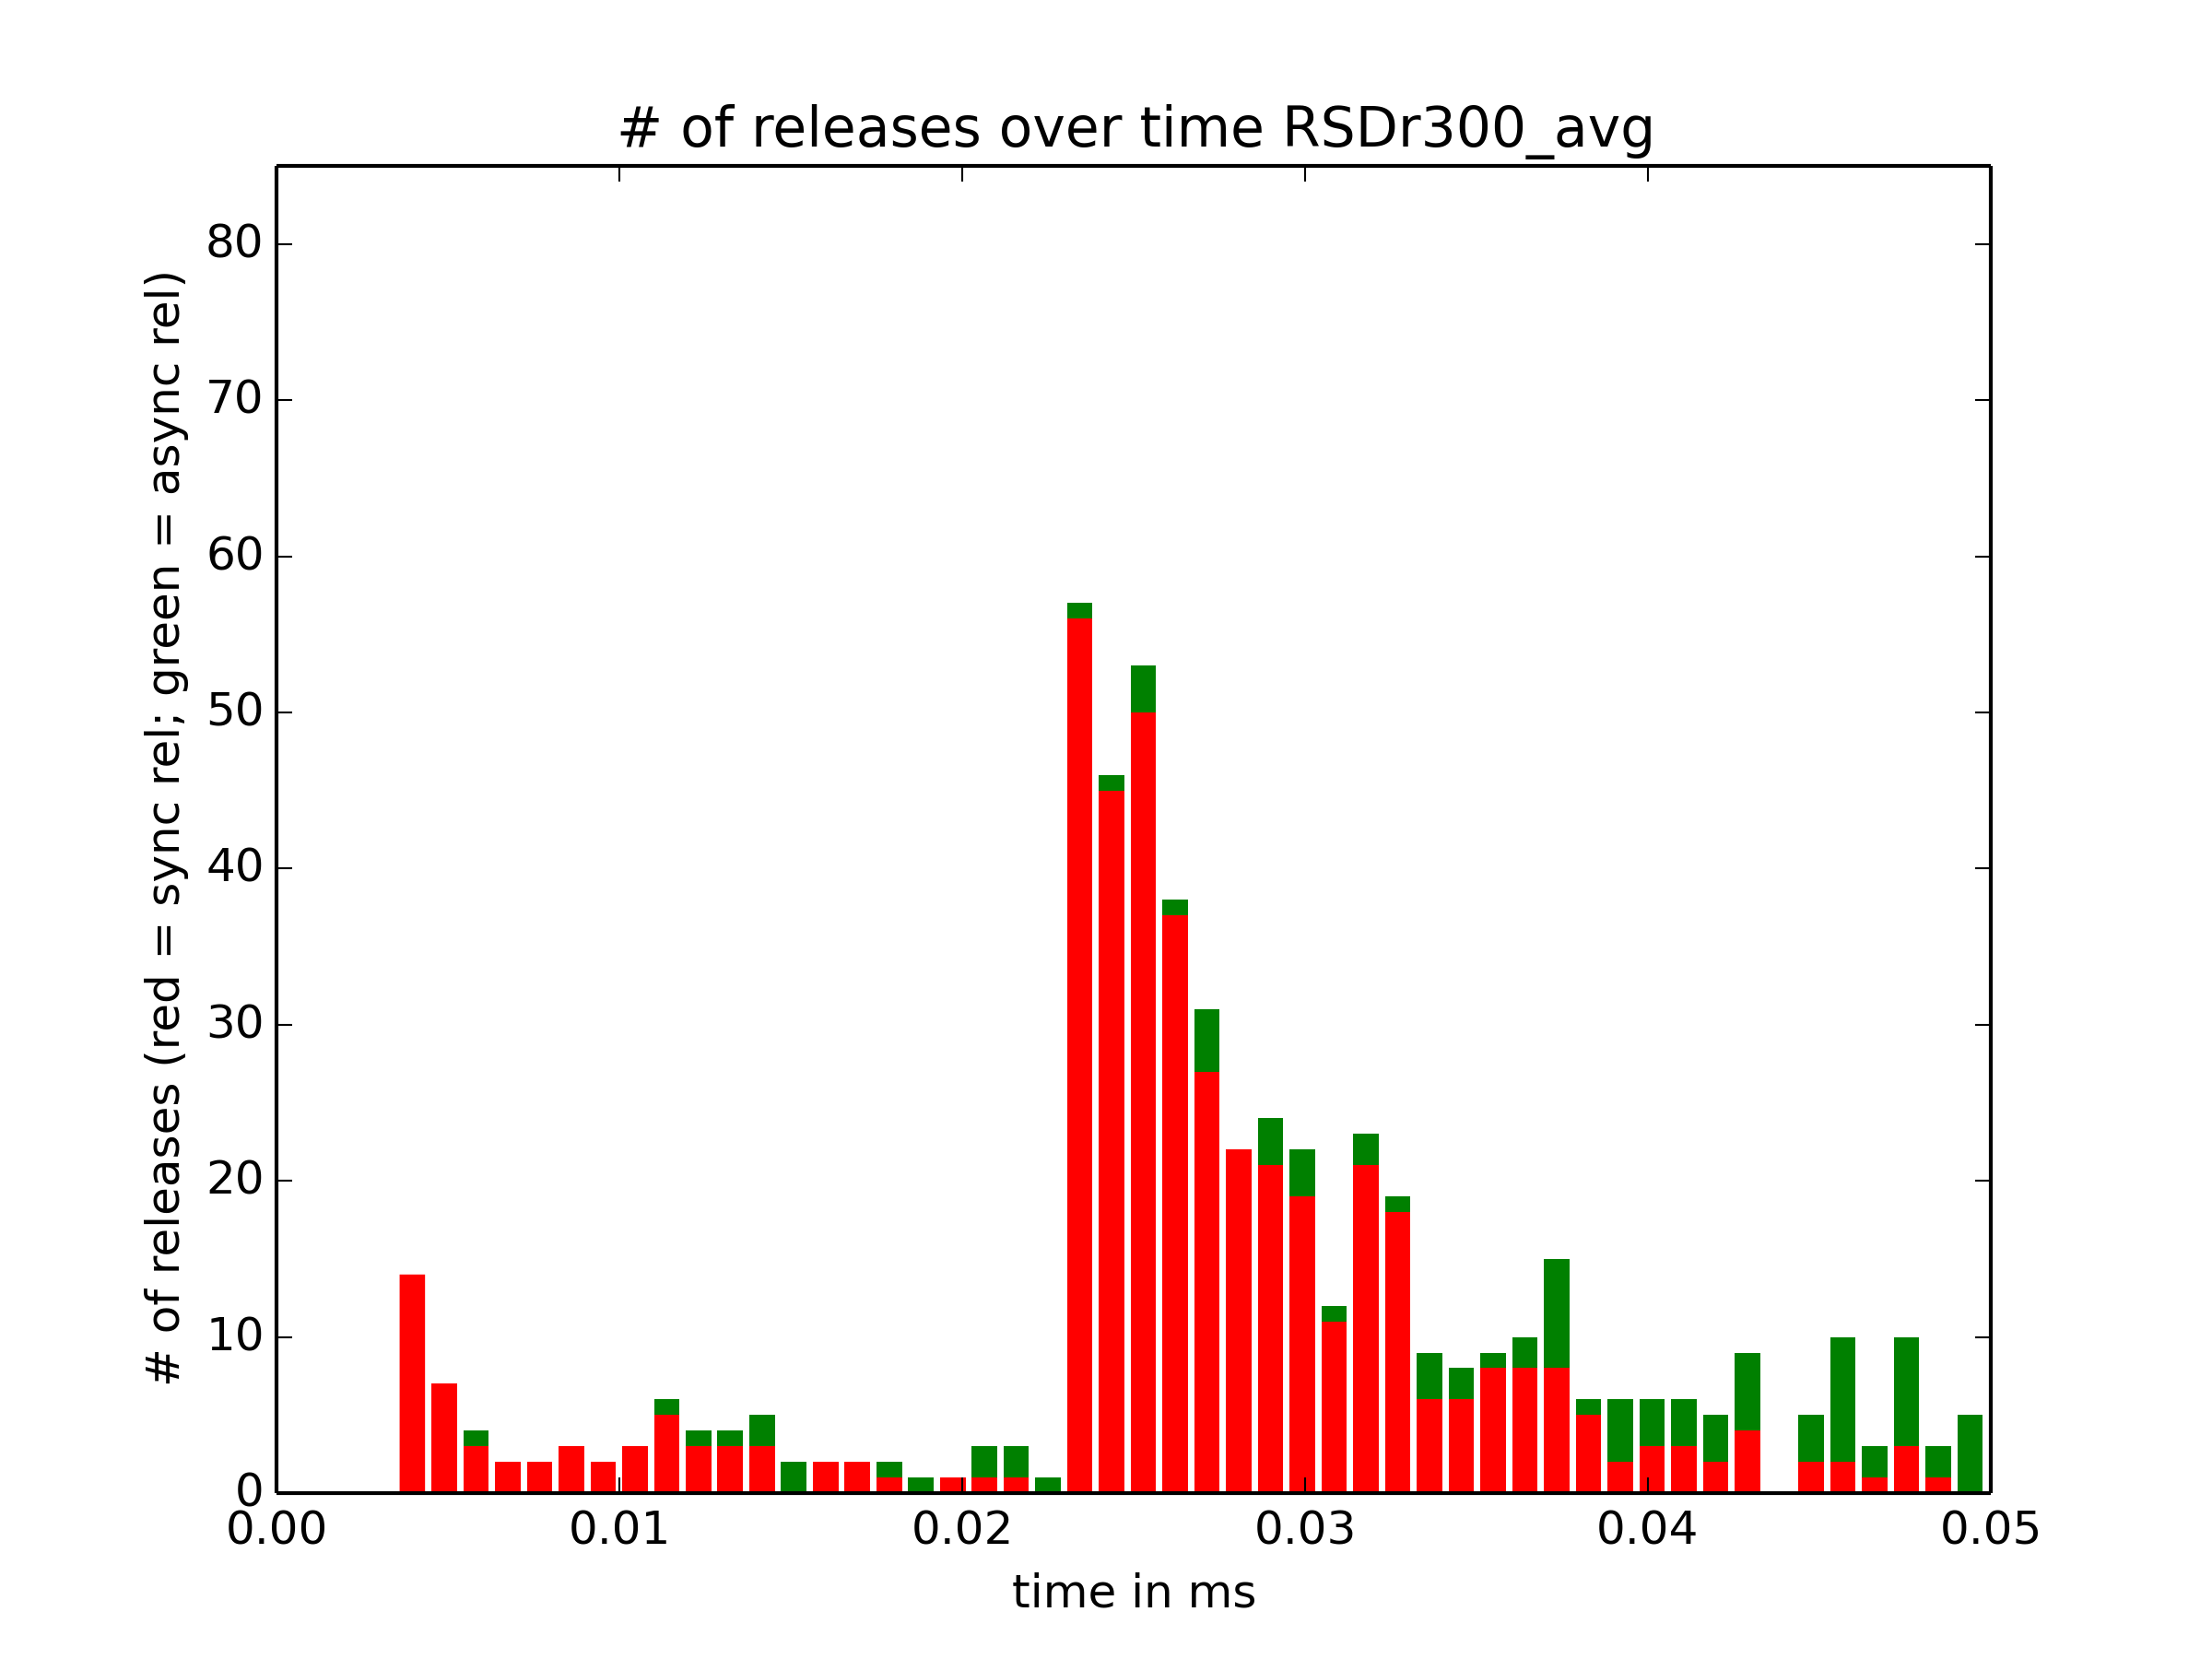 # of releases over time RSDr300_avg
# of releases (red = sync rel; green = async rel)
80
70
60
50
40
30
20
10
0
0.00 0.01 0.02 0.03 0.04 0.05
time in ms